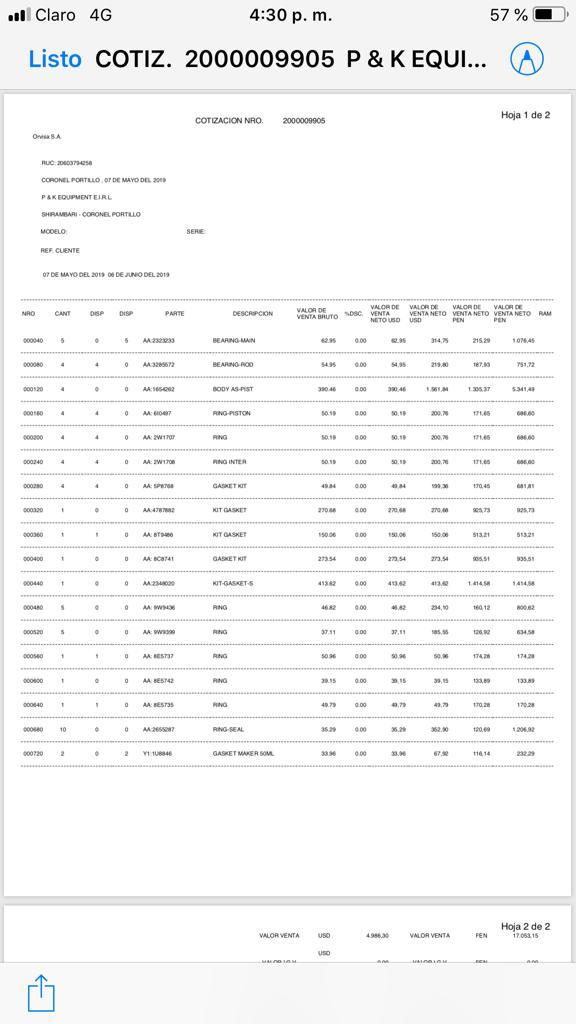 Claro 4G 4:30 p. m. 57 %
Listo COTIZ. 2000009905 P & K EQUI...
Hoja 1 de 2
COTIZACION NRO. 2000009905
Orvisa S.A.
RUC: 20603794258
CORONEL PORTILLO , 07 DE MAYO DEL 2019
P & K EQUIPMENT E.I.R.L.
SHIRAMBARI - CORONEL PORTILLO
MODELO: SERIE:
REF. CLIENTE
07 DE MAYO DEL 2019 06 DE JUNIO DEL 2019
NRO CANT DISP DISP PARTE DESCRIPCION VALOR DE VENTA BRUTO %DSC. VALOR DE VENTA NETO USD VALOR DE VENTA NETO USD VALOR DE VENTA NETO PEN VALOR DE VENTA NETO PEN RAM
000040 5 0 5 AA:2323233 BEARING-MAIN 62.95 0.00 62,95 314,75 215,29 1.076,45
000080 4 4 0 AA:3285572 BEARING-ROD 54.95 0.00 54,95 219,80 187,93 751,72
000120 4 0 0 AA:1654262 BODY AS-PIST 390.46 0.00 390,46 1.561,84 1.335,37 5.341,49
000160 4 4 0 AA: 6I0497 RING-PISTON 50.19 0.00 50,19 200,76 171,65 686,60
000200 4 4 0 AA: 2W1707 RING 50.19 0.00 50,19 200,76 171,65 686,60
000240 4 4 0 AA: 2W1708 RING INTER 50.19 0.00 50,19 200,76 171,65 686,60
000280 4 4 0 AA: 5P8768 GASKET KIT 49.84 0.00 49,84 199,36 170,45 681,81
000320 1 0 0 AA:4787882 KIT GASKET 270.68 0.00 270,68 270,68 925,73 925,73
000360 1 1 0 AA: 8T9486 KIT GASKET 150.06 0.00 150,06 150,06 513,21 513,21
000400 1 0 0 AA: 8C8741 GASKET KIT 273.54 0.00 273,54 273,54 935,51 935,51
000440 1 0 0 AA:2348020 KIT-GASKET-S 413.62 0.00 413,62 413,62 1.414,58 1.414,58
000480 5 0 0 AA: 9W9436 RING 46.82 0.00 46,82 234,10 160,12 800,62
000520 5 0 0 AA: 9W9399 RING 37.11 0.00 37,11 185,55 126,92 634,58
000560 1 1 0 AA: 8E5737 RING 50.96 0.00 50,96 50,96 174,28 174,28
000600 1 0 0 AA: 8E5742 RING 39.15 0.00 39,15 39,15 133,89 133,89
000640 1 1 0 AA: 8E5735 RING 49.79 0.00 49,79 49,79 170,28 170,28
000680 10 0 0 AA:2655287 RING-SEAL 35.29 0.00 35,29 352,90 120,69 1.206,92
000720 2 0 2 Y1:1U8846 GASKET MAKER 50ML 33.96 0.00 33,96 67,92 116,14 232,29
Hoja 2 de 2
VALOR VENTA USD 4.986,30 VALOR VENTA PEN 17.053,15
USD